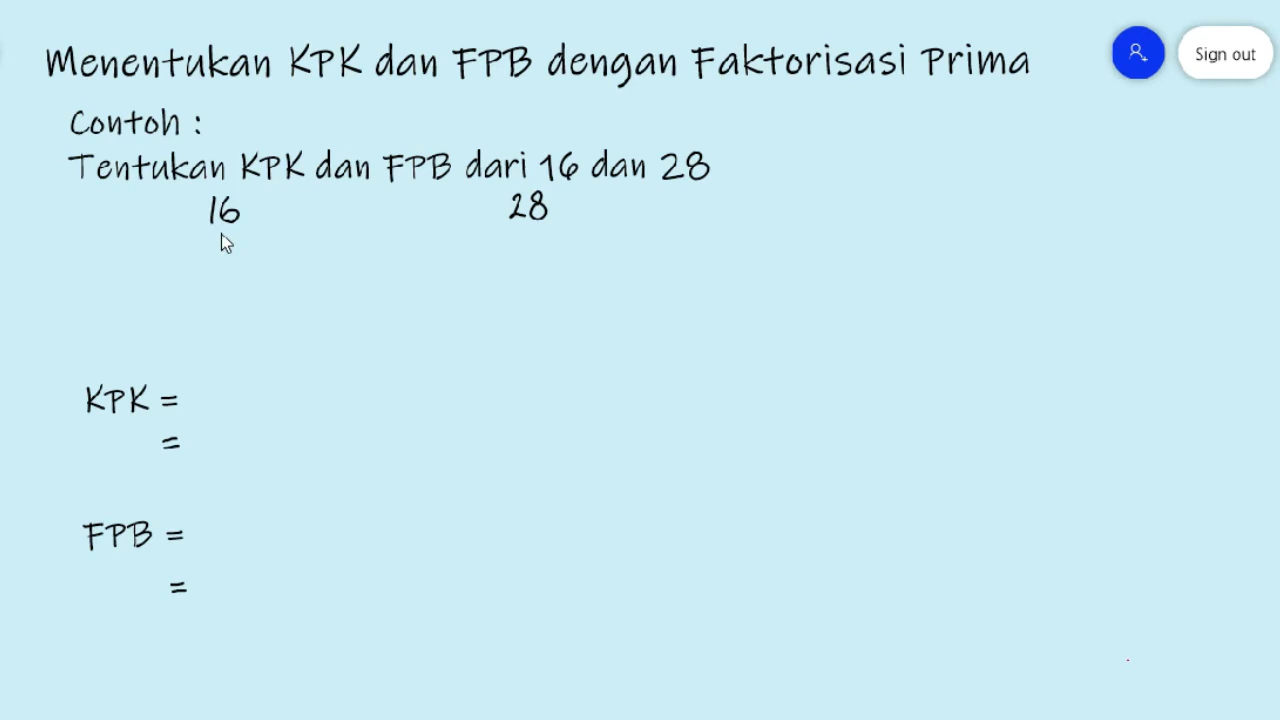 Menentukan KPK dan FPB dengan Faktorisasi Prima
Sign out
Contoh :
Tentukan KPK dan FPB dari 16 dan 28
16 28
KPK =
=
FPB =
=